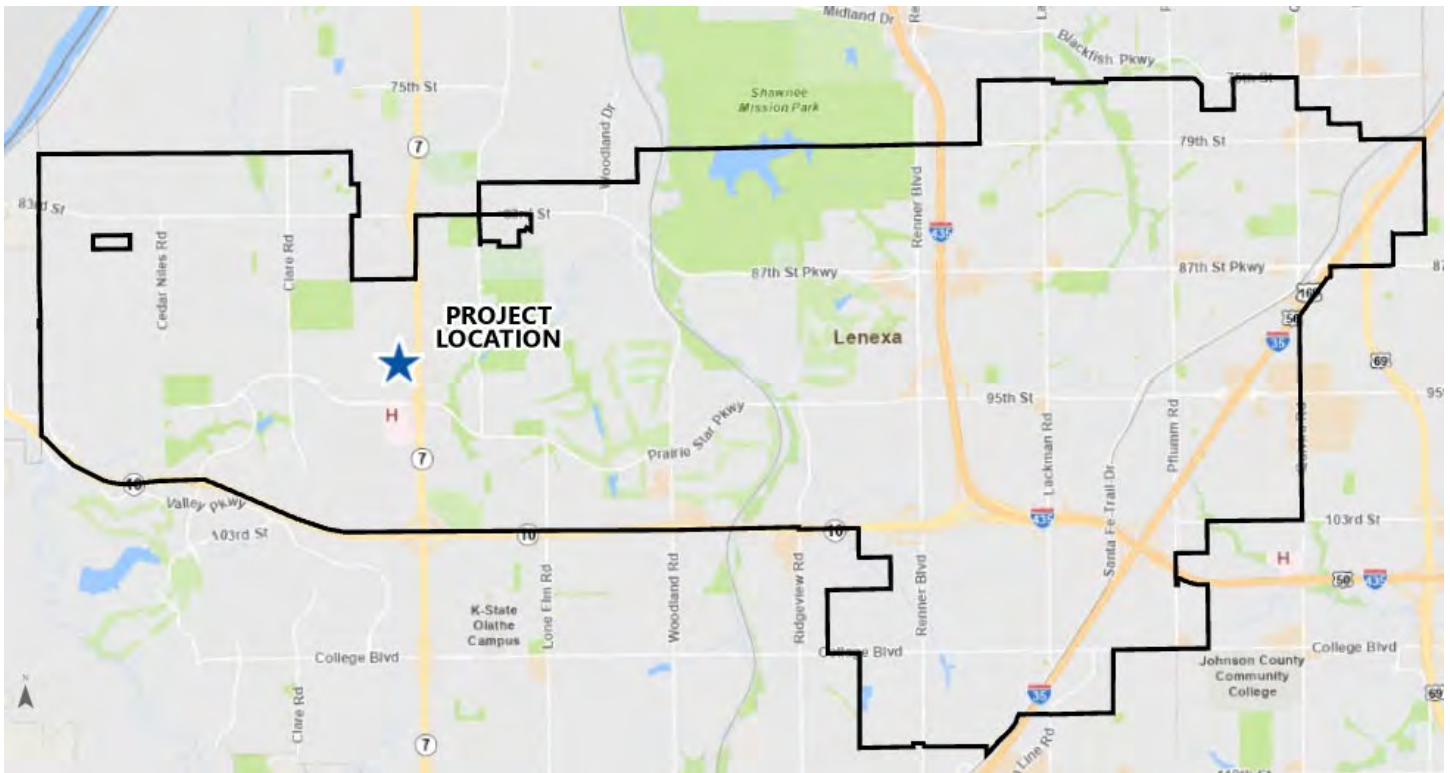 Midland Dr
Blackfish Pkwy
75th St
75th St
Shawnee
Mission Park
Woodland Dr
7
79th St
83rd St
Renner Blvd
435
Cedar Niles Rd
Clare Rd
87th St Pkwy
87th St Pkwy
PROJECT
LOCATION
Lenexa
169
50
35
69
H
95th St
Prairie Star Pkwy
7
Lackman Rd
Pflumm Rd
Santa Fe Trail Dr
10
Valley Pkwy
103rd St
10
10
435
103rd St
H
50
435
K-State
Olathe
Campus
Lone Elm Rd
Woodland Rd
Ridgeview Rd
Renner Blvd
College Blvd
College Blvd
College Blvd
Johnson County
Community
College
N
Clare Rd
35
69
7